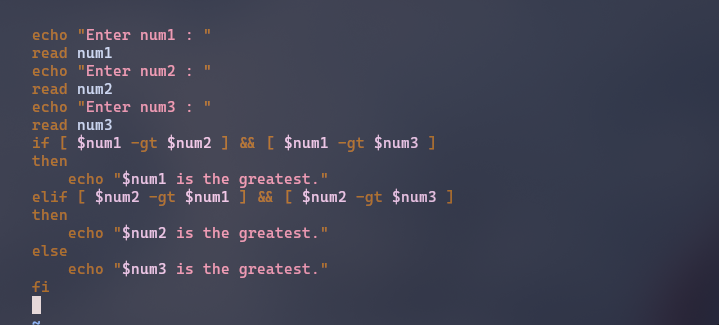 echo "Enter num1 : "
read num1
echo "Enter num2 : "
read num2
echo "Enter num3 : "
read num3
if [ $num1 -gt $num2 ] && [ $num1 -gt $num3 ]
then
    echo "$num1 is the greatest."
elif [ $num2 -gt $num1 ] && [ $num2 -gt $num3 ]
then
    echo "$num2 is the greatest."
else
    echo "$num3 is the greatest."
fi
~